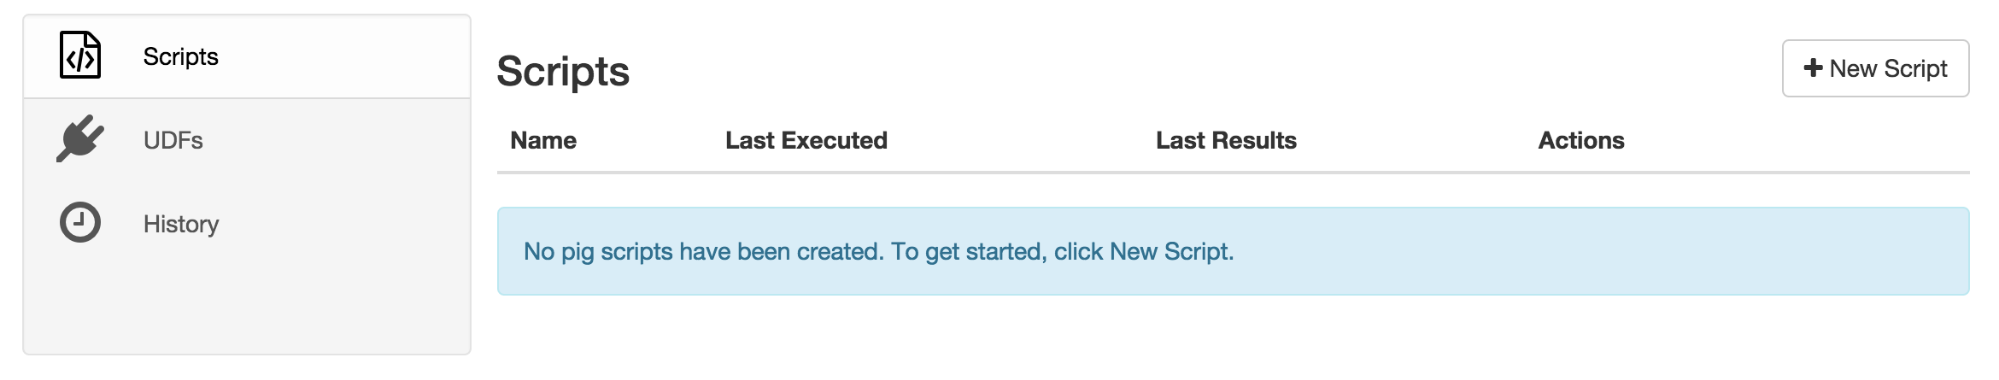 Scripts
UDFs
History
Scripts
New Script
Name Last Executed Last Results Actions
No pig scripts have been created. To get started, click New Script.